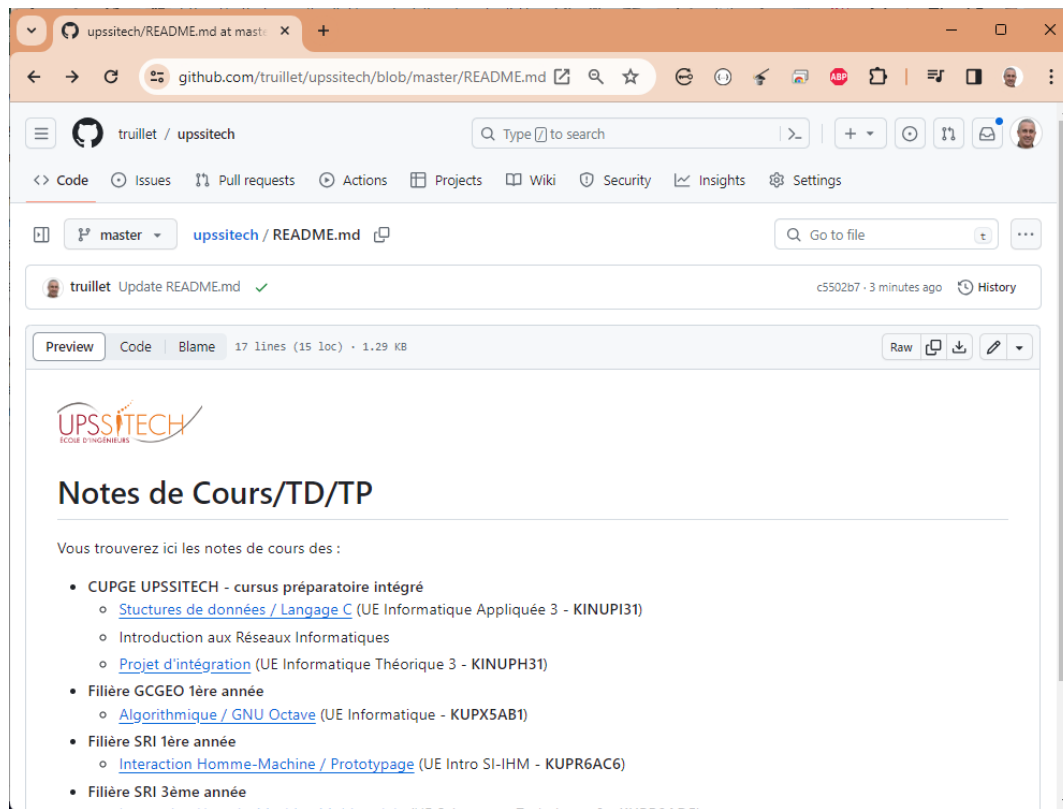 upssitech/README.md at maste
github.com/truillet/upssitech/blob/master/README.md
ABP
truillet / upssitech
Type / to search
Code Issues Pull requests Actions Projects Wiki Security Insights Settings
master upssitech / README.md Go to file t
truillet Update README.md c5502b7 · 3 minutes ago History
Preview Code Blame 17 lines (15 loc) · 1.29 KB Raw
UPSSITECH
ÉCOLE D'INGÉNIEURS
Notes de Cours/TD/TP
Vous trouverez ici les notes de cours des :
• CUPGE UPSSITECH - cursus préparatoire intégré
Stuctures de données / Langage C (UE Informatique Appliquée 3 - KINUPI31)
Introduction aux Réseaux Informatiques
Projet d'intégration (UE Informatique Théorique 3 - KINUPH31)
• Filière GCGEO 1ère année
Algorithmique / GNU Octave (UE Informatique - KUPX5AB1)
• Filière SRI 1ère année
Interaction Homme-Machine / Prototypage (UE Intro SI-IHM - KUPR6AC6)
• Filière SRI 3ème année